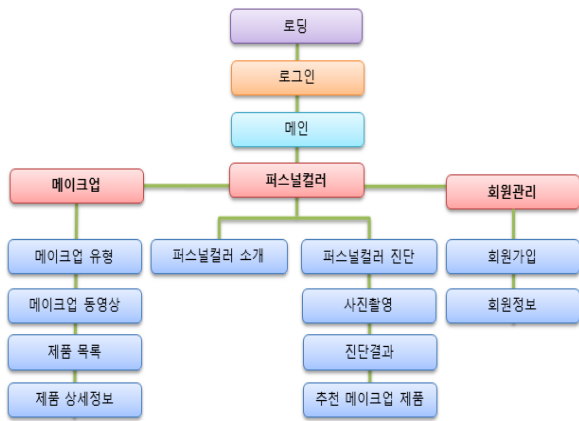 로딩
로그인
메인
메이크업
퍼스널컬러
회원관리
메이크업 유형
퍼스널컬러 소개
퍼스널컬러 진단
회원가입
메이크업 동영상
사진촬영
회원정보
제품 목록
진단결과
제품 상세정보
추천 메이크업 제품